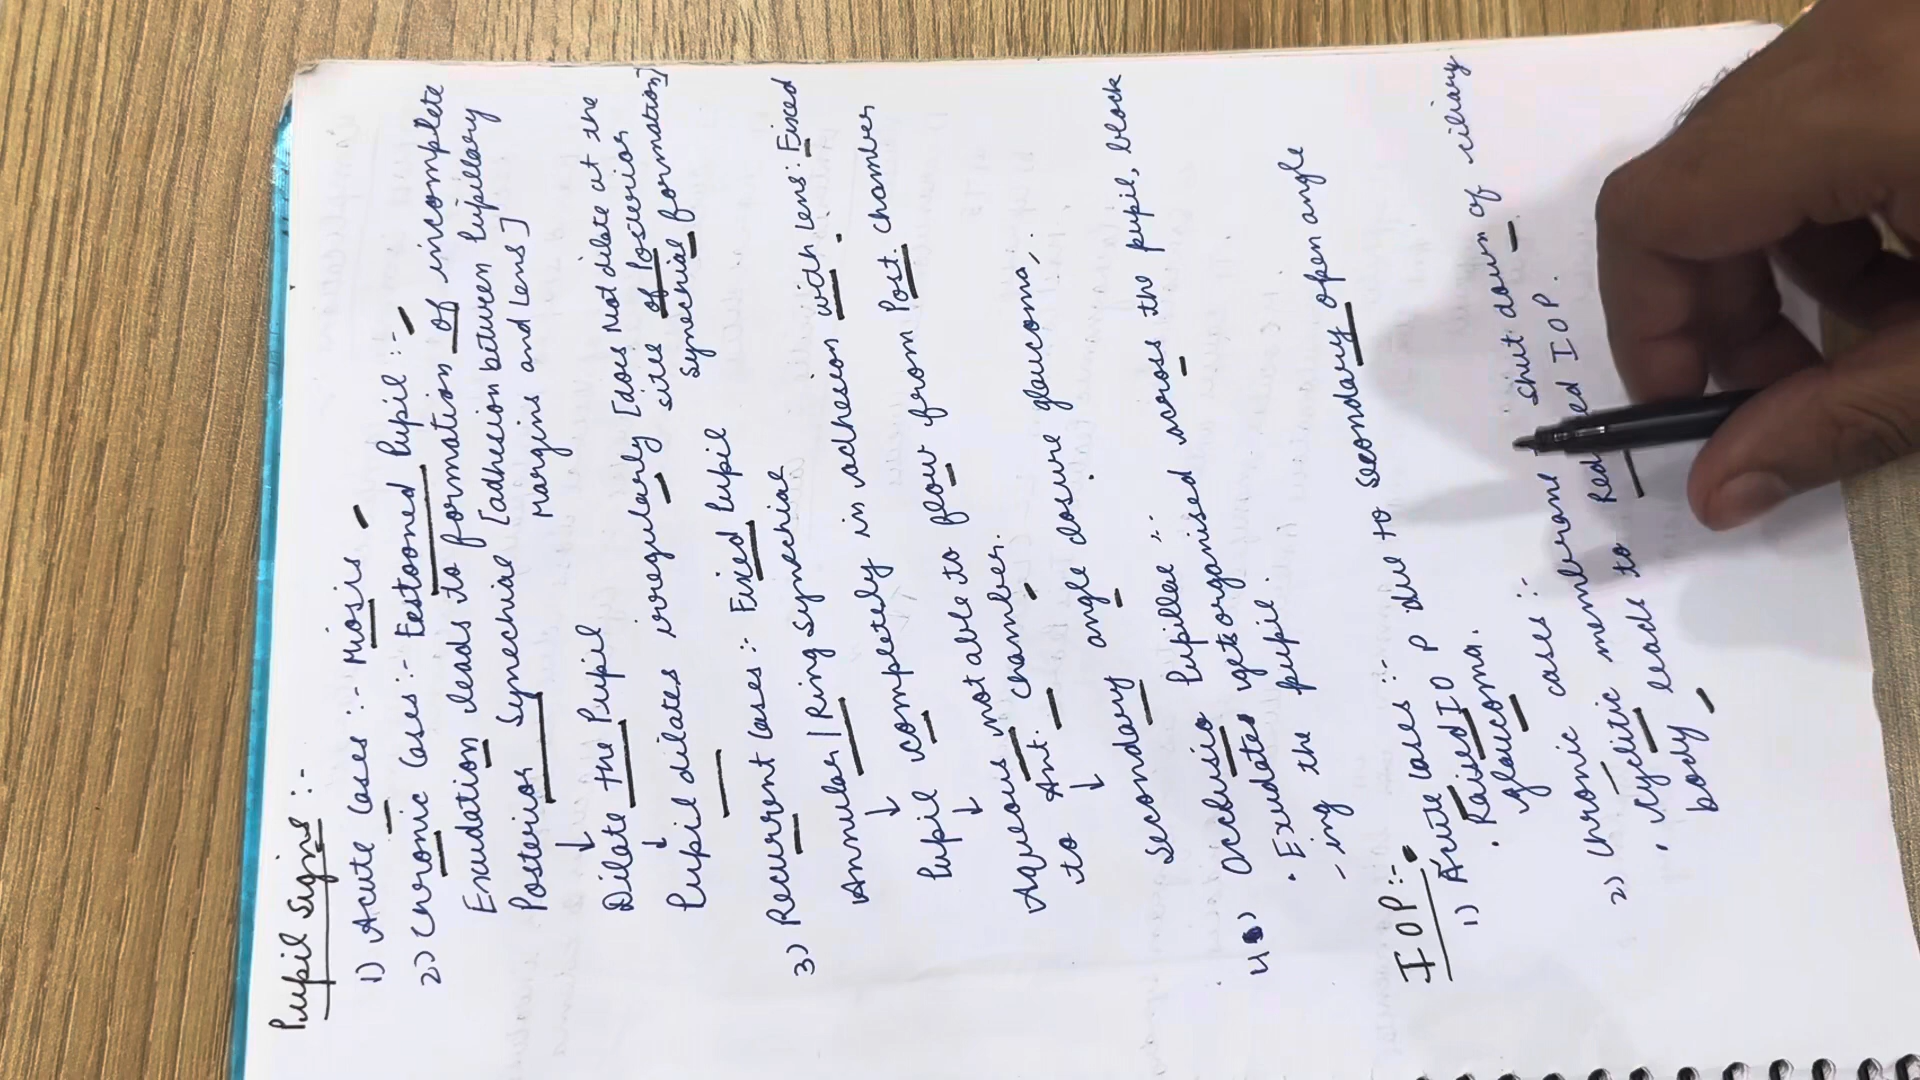 Pupil Signs :-
1) Acute Cases :- Miosis
2) Chronic Cases :- Festooned Pupil :-
Exudation leads to formation of incomplete
Posterior Synechiae [adhesion between Pupillary
Margins and Lens]
↓
Dilate the Pupil
↓
Pupil dilates irregularly [does Not dilate at the
site of Posterior
Synechiae formation]
3) Recurrent Cases :- Fixed Pupil
Annular / Ring Synechiae
↓
Pupil completely in adhesion with Lens : Fixed
↓
Aqueous not able to flow from Post. chamber
to Ant. chamber.
↓
Secondary angle closure glaucoma.
4) Occlusio Pupillae :-
• Exudates gets organised across the pupil, block
-ing the pupil.
IOP :-
1) Acute Cases :-
• Raised IOP due to secondary open angle
glaucoma.
2) Chronic cases :-
• Cyclitic membrane shut down of ciliary
body leads to IOP.